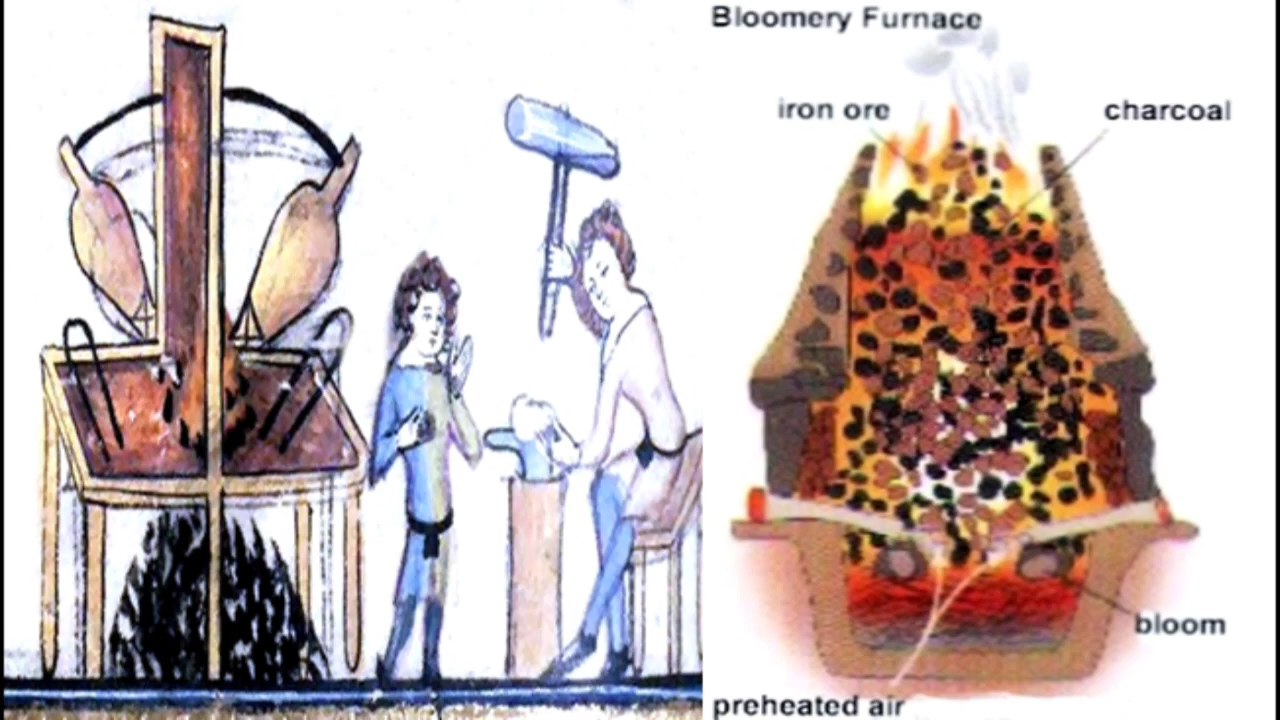 Bloomery Furnace
iron ore
charcoal
bloom
preheated air